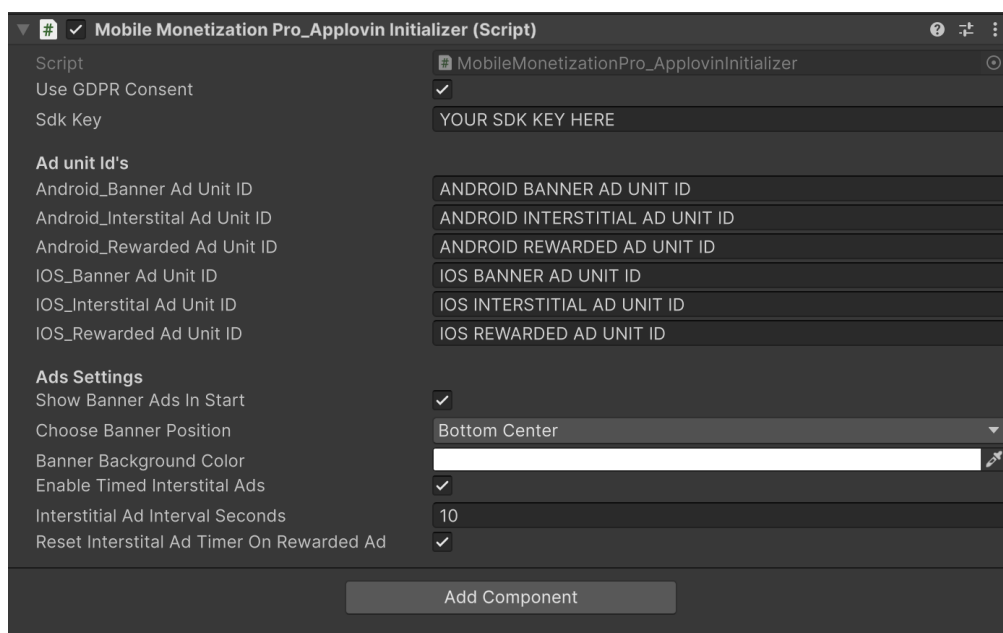 Mobile Monetization Pro_Applovin Initializer (Script)
Script MobileMonetizationPro_ApplovinInitializer
Use GDPR Consent
Sdk Key YOUR SDK KEY HERE
Ad unit Id's
Android_Banner Ad Unit ID ANDROID BANNER AD UNIT ID
Android_Interstital Ad Unit ID ANDROID INTERSTITIAL AD UNIT ID
Android_Rewarded Ad Unit ID ANDROID REWARDED AD UNIT ID
IOS_Banner Ad Unit ID IOS BANNER AD UNIT ID
IOS_Interstital Ad Unit ID IOS INTERSTITIAL AD UNIT ID
IOS_Rewarded Ad Unit ID IOS REWARDED AD UNIT ID
Ads Settings
Show Banner Ads In Start
Choose Banner Position Bottom Center
Banner Background Color
Enable Timed Interstital Ads
Interstitial Ad Interval Seconds 10
Reset Interstital Ad Timer On Rewarded Ad
Add Component